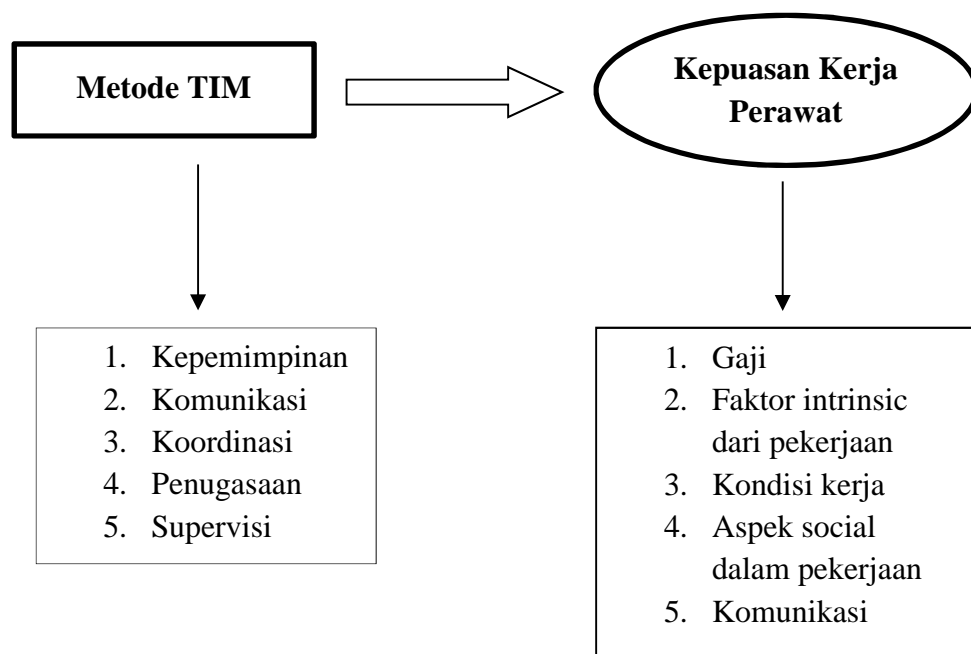 Metode TIM
Kepuasan Kerja
Perawat
1. Kepemimpinan
2. Komunikasi
3. Koordinasi
4. Penugasaan
5. Supervisi
1. Gaji
2. Faktor intrinsic
dari pekerjaan
3. Kondisi kerja
4. Aspek social
dalam pekerjaan
5. Komunikasi